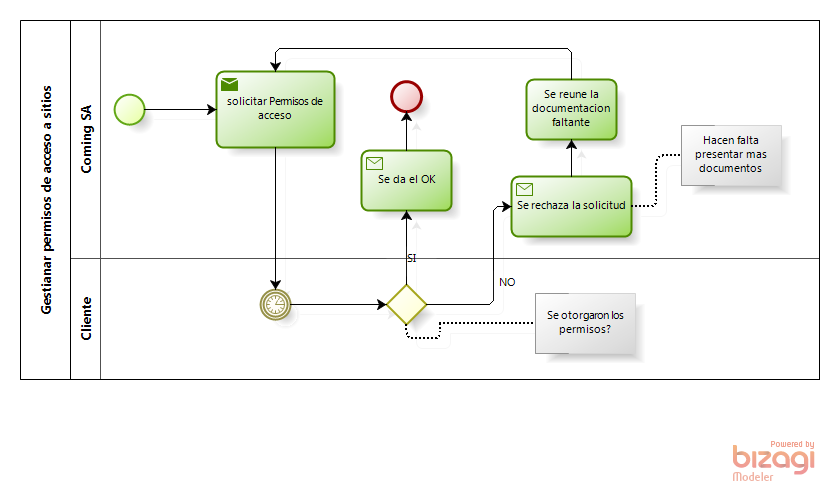 Gestianar permisos de acceso a sitios
Coming SA
solicitar Pemisos de
acceso
Se da el OK
Se reune la
documentacion
faltante
Se rechaza la solicitud
Hacen falta
presentar mas
documentos
SI
NO
Cliente
Se otorgaron los
permisos?
Powered by
bizagi
Modeler